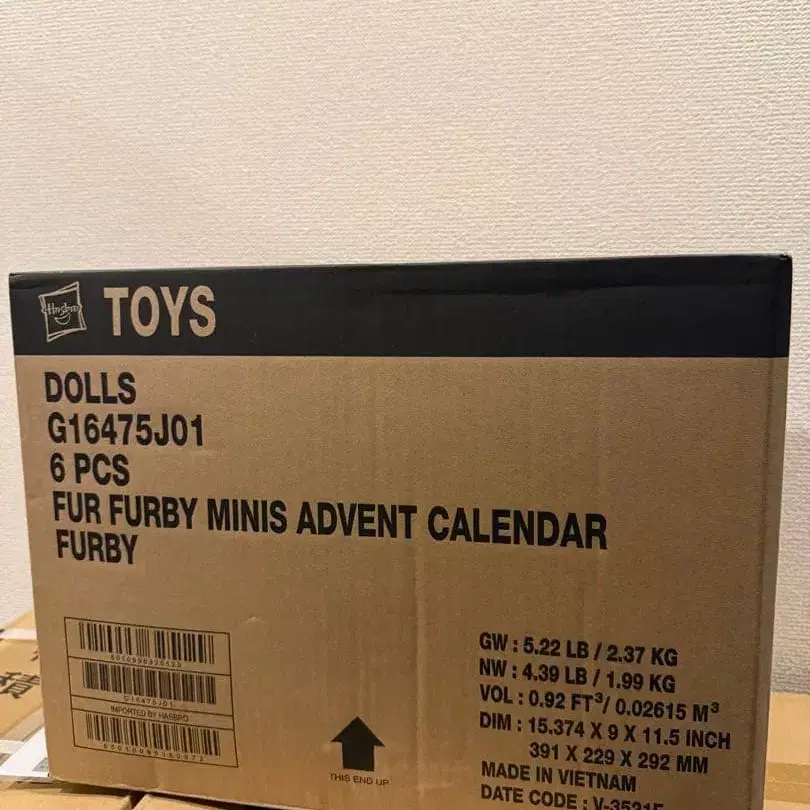 Hasbro
TOYS
DOLLS
G16475J01
6 PCS
FUR FURBY MINIS ADVENT CALENDAR
FURBY
G16475J01
IMPORTED BY HASBRO
THIS END UP
GW : 5.22 LB / 2.37 KG
NW : 4.39 LB / 1.99 KG
VOL : 0.92 FT³/ 0.02615 M³
DIM : 15.374 X 9 X 11.5 INCH
391 X 229 X 292 MM
MADE IN VIETNAM
DATE CODE :
積